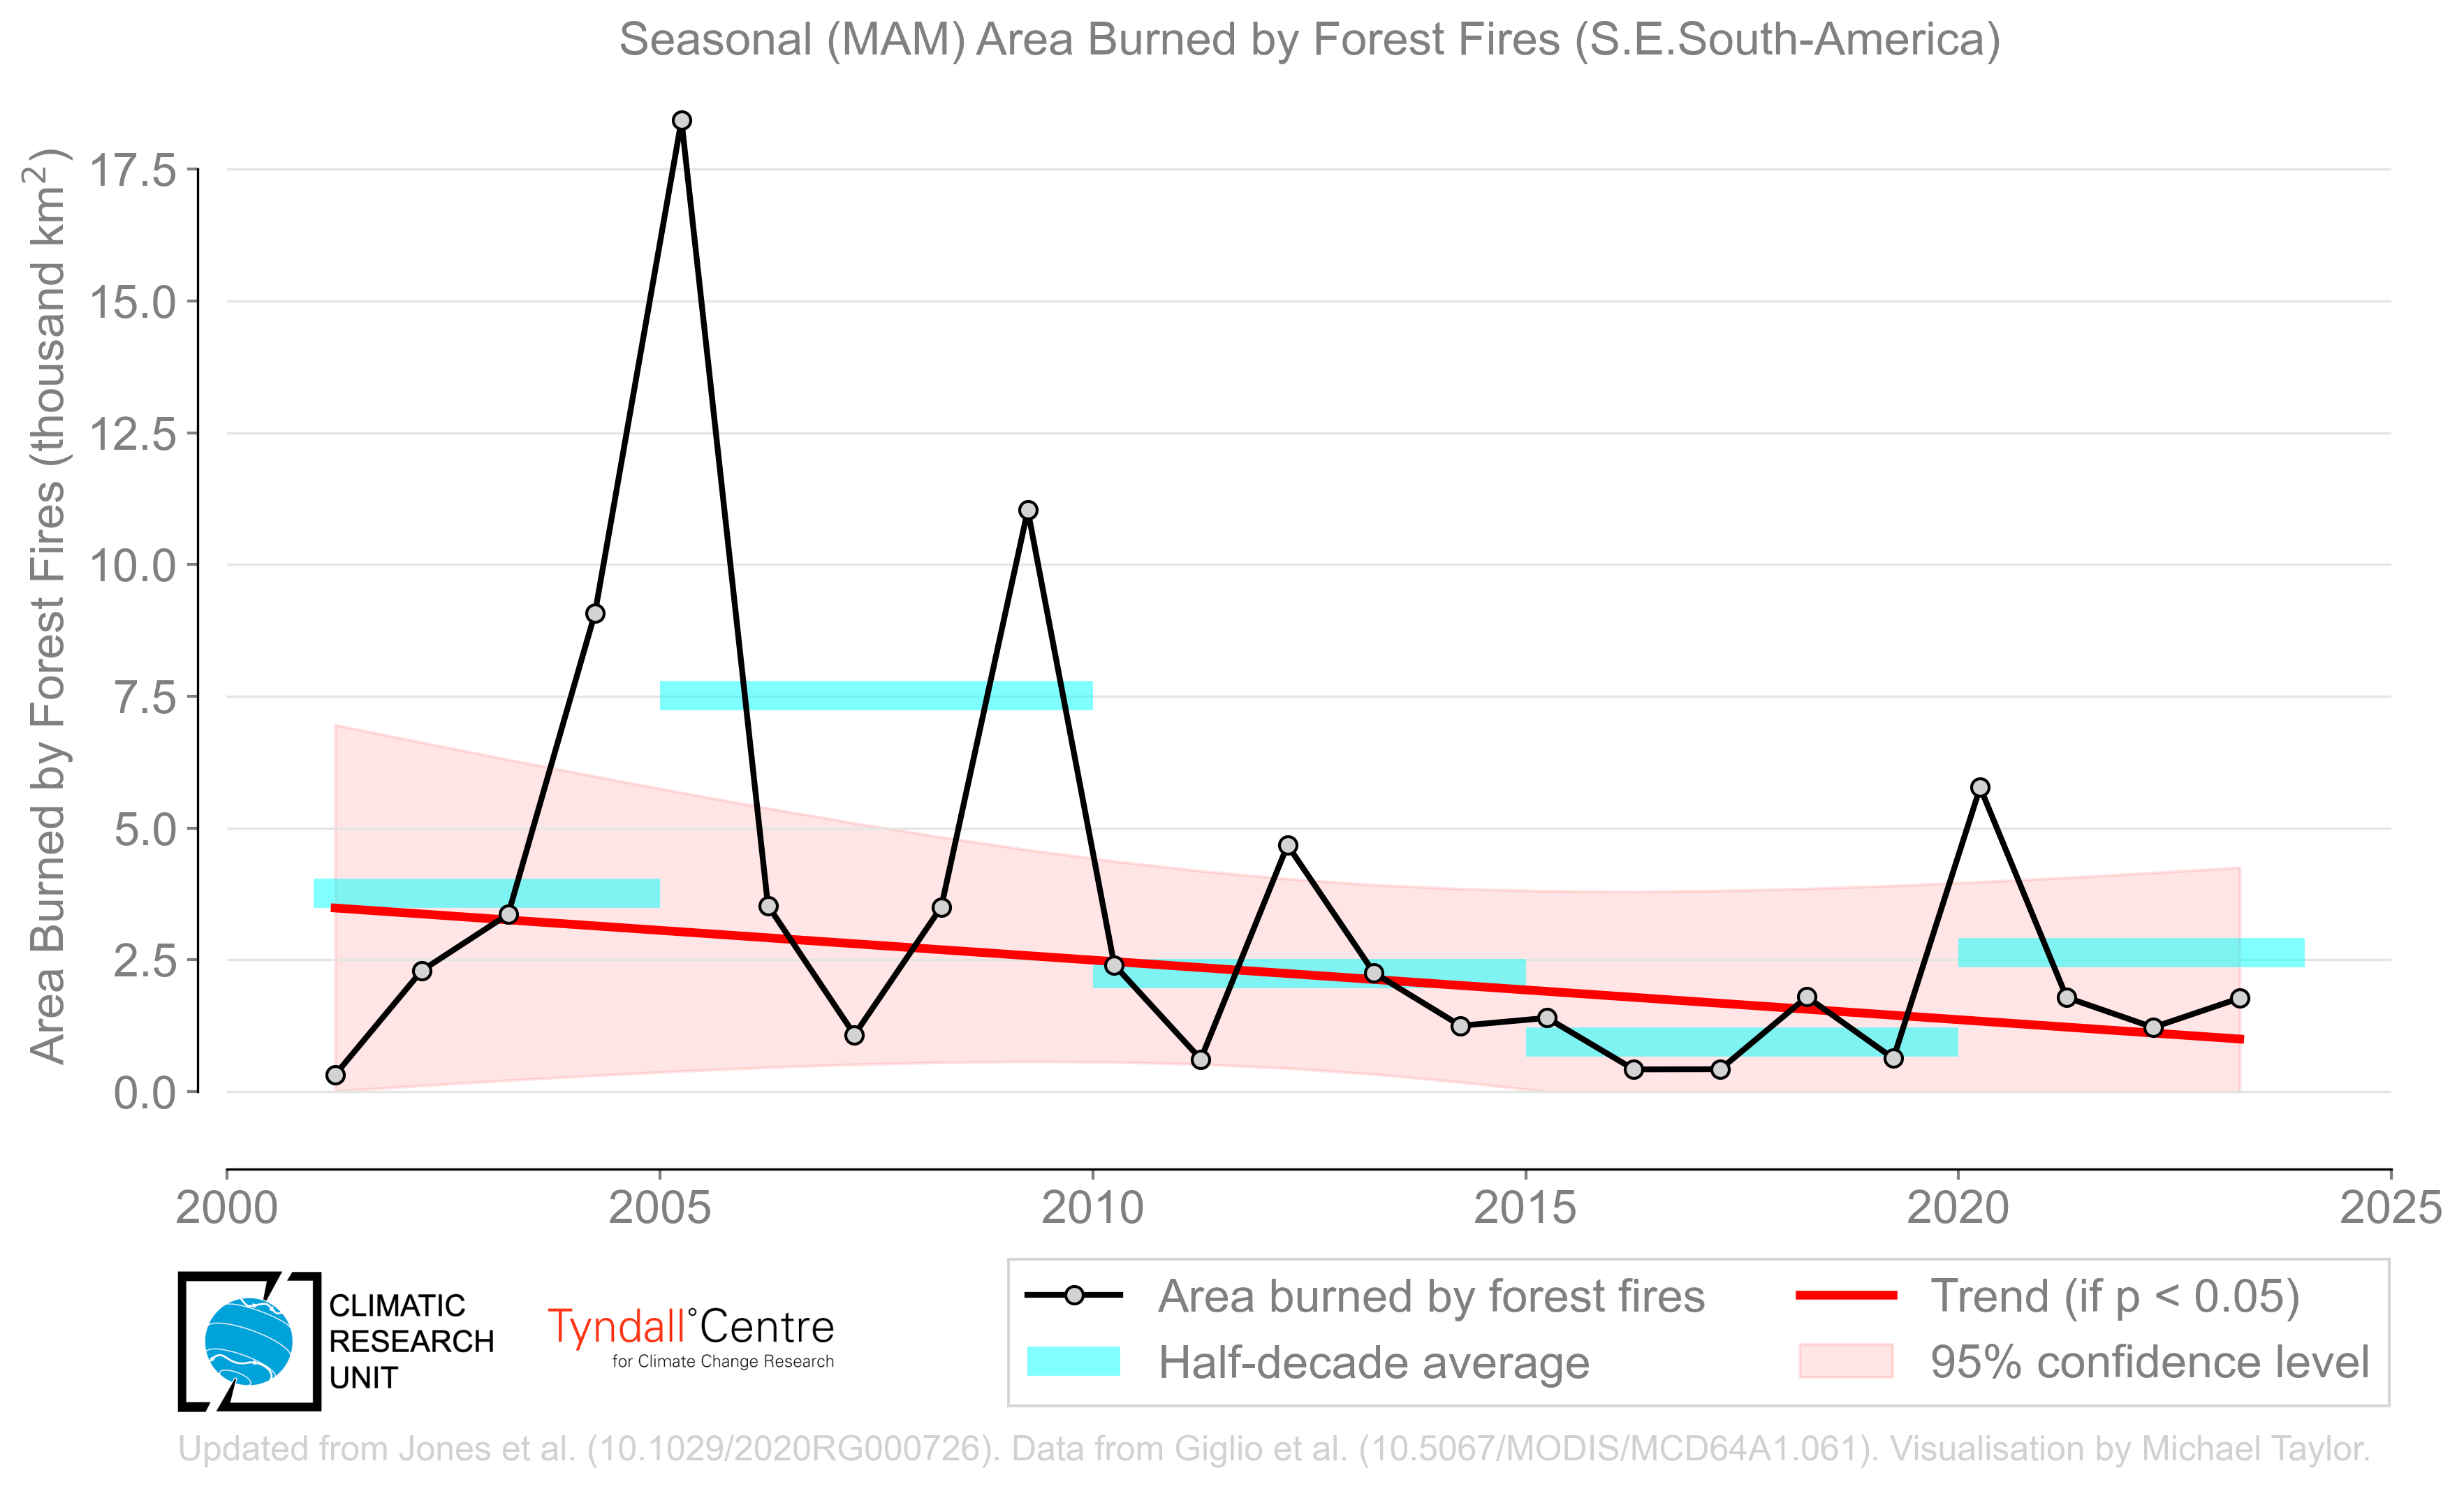 Seasonal (MAM) Area Burned by Forest Fires (S.E.South-America)
Area Burned by Forest Fires (thousand km²)
17.5
15.0
12.5
10.0
7.5
5.0
2.5
0.0
2000 2005 2010 2015 2020 2025
CLIMATIC
RESEARCH
UNIT
Tyndall°Centre
for Climate Change Research
Area burned by forest fires
Half-decade average
Trend (if p < 0.05)
95% confidence level
Updated from Jones et al. (10.1029/2020RG000726). Data from Giglio et al. (10.5067/MODIS/MCD64A1.061). Visualisation by Michael Taylor.